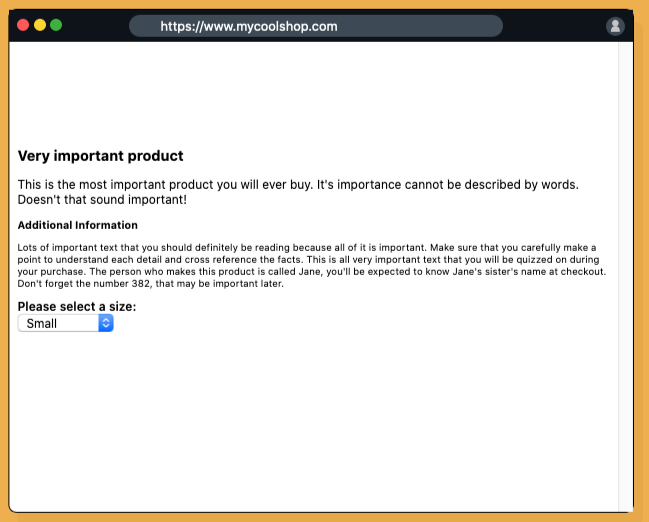 https://www.mycoolshop.com
Very important product
This is the most important product you will ever buy. It's importance cannot be described by words.
Doesn't that sound important!
Additional Information
Lots of important text that you should definitely be reading because all of it is important. Make sure that you carefully make a
point to understand each detail and cross reference the facts. This is all very important text that you will be quizzed on during
your purchase. The person who makes this product is called Jane, you'll be expected to know Jane's sister's name at checkout.
Don't forget the number 382, that may be important later.
Please select a size:
Small